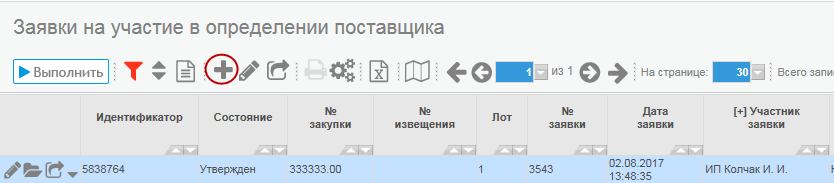 Заявки на участие в определении поставщика
Выполнить 1 из 1 На странице: 30 Всего запи
Идентификатор Состояние № закупки № извещения Лот № заявки Дата заявки [+] Участник заявки
5838764 Утвержден 333333.00 1 3543 02.08.2017 13:48:35 ИП Колчак И. И.